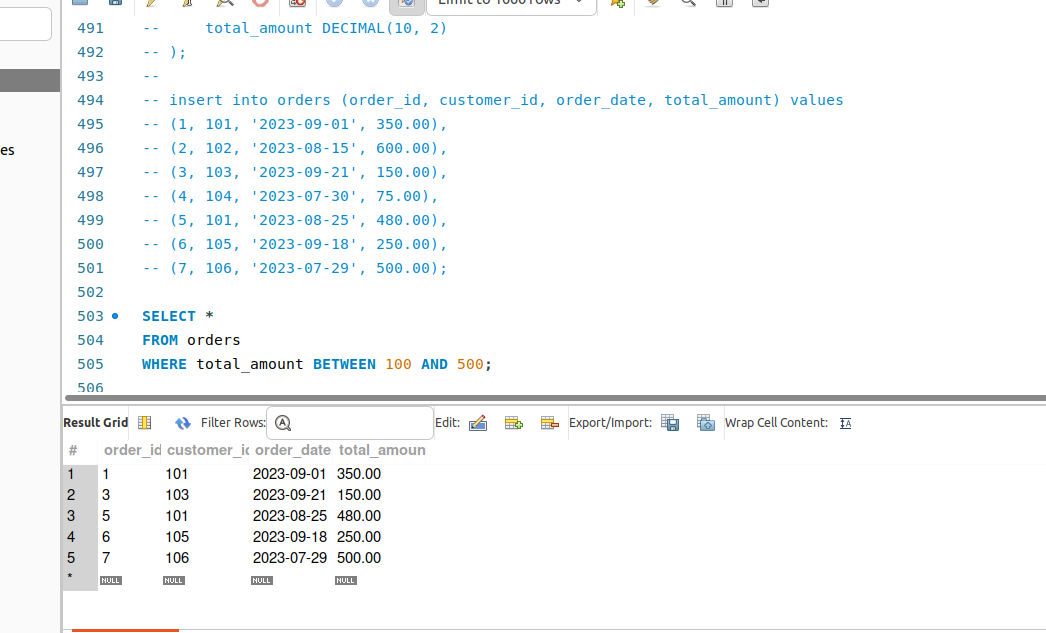 Limit to 1000 rows
491 --     total_amount DECIMAL(10, 2)
492 -- );
493 --
494 -- insert into orders (order_id, customer_id, order_date, total_amount) values
495 -- (1, 101, '2023-09-01', 350.00),
es
496 -- (2, 102, '2023-08-15', 600.00),
497 -- (3, 103, '2023-09-21', 150.00),
498 -- (4, 104, '2023-07-30', 75.00),
499 -- (5, 101, '2023-08-25', 480.00),
500 -- (6, 105, '2023-09-18', 250.00),
501 -- (7, 106, '2023-07-29', 500.00);
502
503 SELECT *
504 FROM orders
505 WHERE total_amount BETWEEN 100 AND 500;
506
Result Grid Filter Rows: Edit: Export/Import: Wrap Cell Content:
# order_id customer_id order_date total_amoun
1 1 101 2023-09-01 350.00
2 3 103 2023-09-21 150.00
3 5 101 2023-08-25 480.00
4 6 105 2023-09-18 250.00
5 7 106 2023-07-29 500.00
* NULL NULL NULL NULL